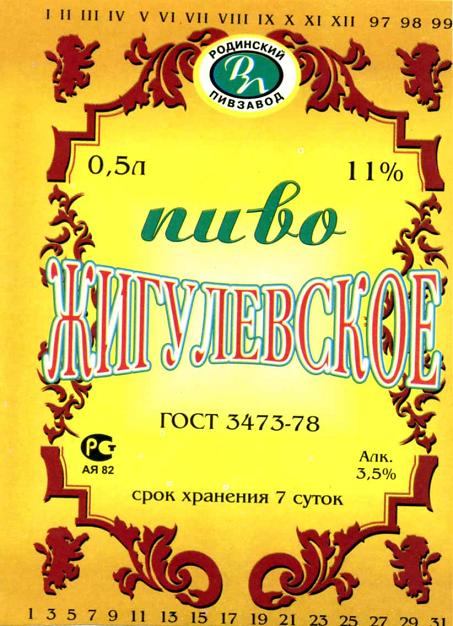 I II III IV V VI VII VIII IX X XI XII 97 98 99
РОДИНСКИЙ
РП
ПИВЗАВОД
0,5л
11%
пиво
ЖИГУЛЕВСКОЕ
ГОСТ 3473-78
РСТ
АЯ 82
Алк.
3,5%
срок хранения 7 суток
1 3 5 7 9 11 13 15 17 19 21 23 25 27 29 31